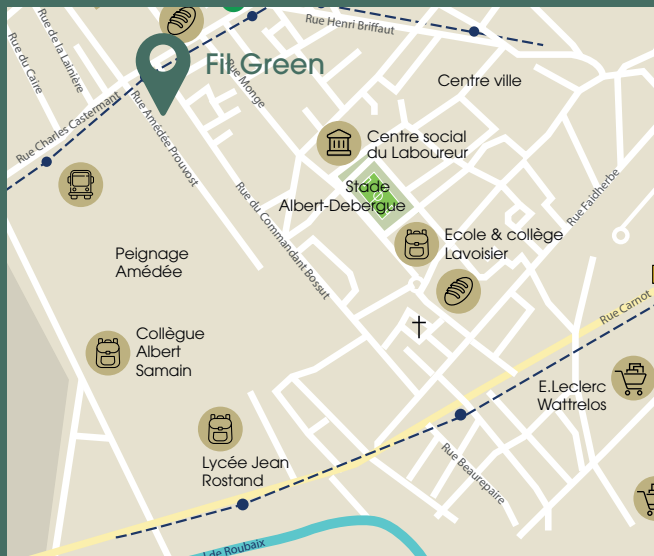 Rue Henri Briffaut
Rue du Caire
Rue de la Lainière
Fil Green
Rue Monge
Centre ville
Rue Charles Castermant
Rue Amédée Prouvost
Centre social
du Laboureur
Stade
Albert-Debergue
Rue Faidherbe
Rue du Commandant Bossut
Ecole & collège
Lavoisier
Peignage
Amédée
Rue Carnot
Collègue
Albert
Samain
E.Leclerc
Wattrelos
Lycée Jean
Rostand
Rue Beaurepaire
l de Roubaix